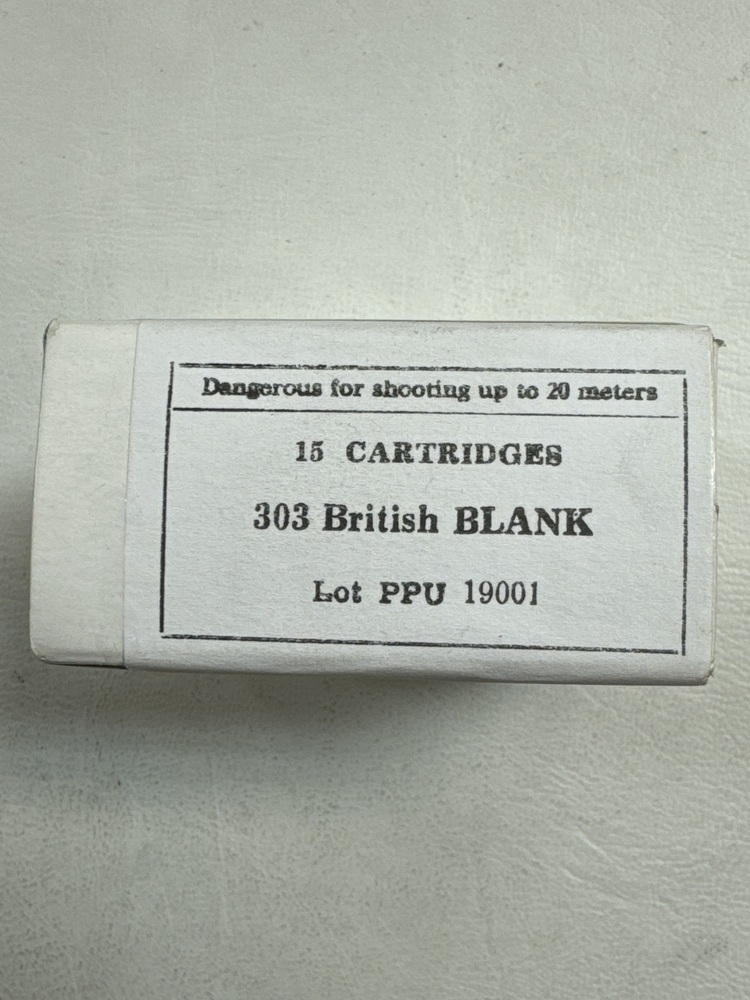 Dangerous for shooting up to 20 meters
15 CARTRIDGES
303 British BLANK
Lot PPU 19001